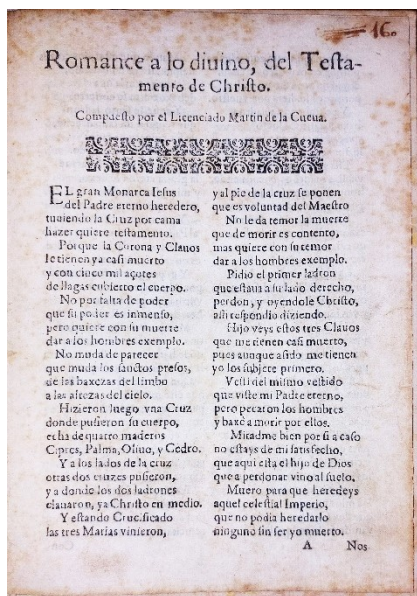 16.
Romance a lo diuino, del Testa-
mento de Christo.
Compuesto por el Licenciado Martin de la Cueua.
EL gran Monarca Iesus
del Padre eterno heredero,
tuuiendo la Cruz por cama
hazer quiere testamento.
Porque la Corona y Clauos
le tienen ya casi muerto
y con cinco mil açotes
de llagas cubierto el cuerpo.
No por falta de poder
que su poder es inmenso,
pero quiere con su muerte
dar a los hombres exemplo.
No muda de parecer
que muda los sanctos presos,
de las baxezas del limbo
a las altezas del cielo.
Hizieron luego vna Cruz
donde pusieron su cuerpo,
echa de quatro maderos
Cipres, Palma, Oliuo, y Cedro.
Y a los lados de la cruz
otras dos cruzes pusieron,
y a donde los dos ladrones
clauaron, ya Christo en medio.
Y estando Crucificado
las tres Marias vinieron,
y al pie de la cruz se ponen
que es voluntad del Maestro
No le da temor la muerte
que de morir es contento,
mas quiere con su temor
dar a los hombres exemplo.
Pidio el primer ladron
que estaua a su lado derecho,
perdon, y oyendole Christo,
assi respondio diziendo.
Hijo veys estos tres Clauos
que me tienen casi muerto,
pues aunque asido me tienen
yo los subjete primero.
Vesti del mismo vestido
que viste mi Padre eterno,
pero pecaron los hombres
y baxè a morir por ellos.
Miradme bien por si a caso
no estays de mi satisfecho,
que aqui esta el hijo de Dios
que a perdonar vino al suelo.
Muero para que heredeys
aquel celestial Imperio,
que no podia heredarlo
ninguno sin ser yo muerto.
A Nos